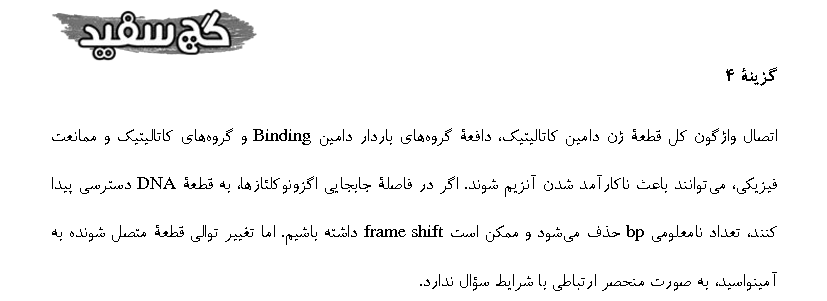 گچ سفید
گزینهٔ ۴
اتصال واژگون کل قطعهٔ ژن دامین کاتالیتیک، دافعهٔ گروه‌های باردار دامین Binding و گروه‌های کاتالیتیک و ممانعت
فیزیکی، می‌توانند باعث ناکارآمد شدن آنزیم شوند. اگر در فاصلهٔ جابجایی اگزونوکلئازها، به قطعهٔ DNA دسترسی پیدا
کنند، تعداد نامعلومی bp حذف می‌شود و ممکن است frame shift داشته باشیم. اما تغییر توالی قطعهٔ متصل شونده به
آمینواسید، به صورت منحصر ارتباطی با شرایط سؤال ندارد.